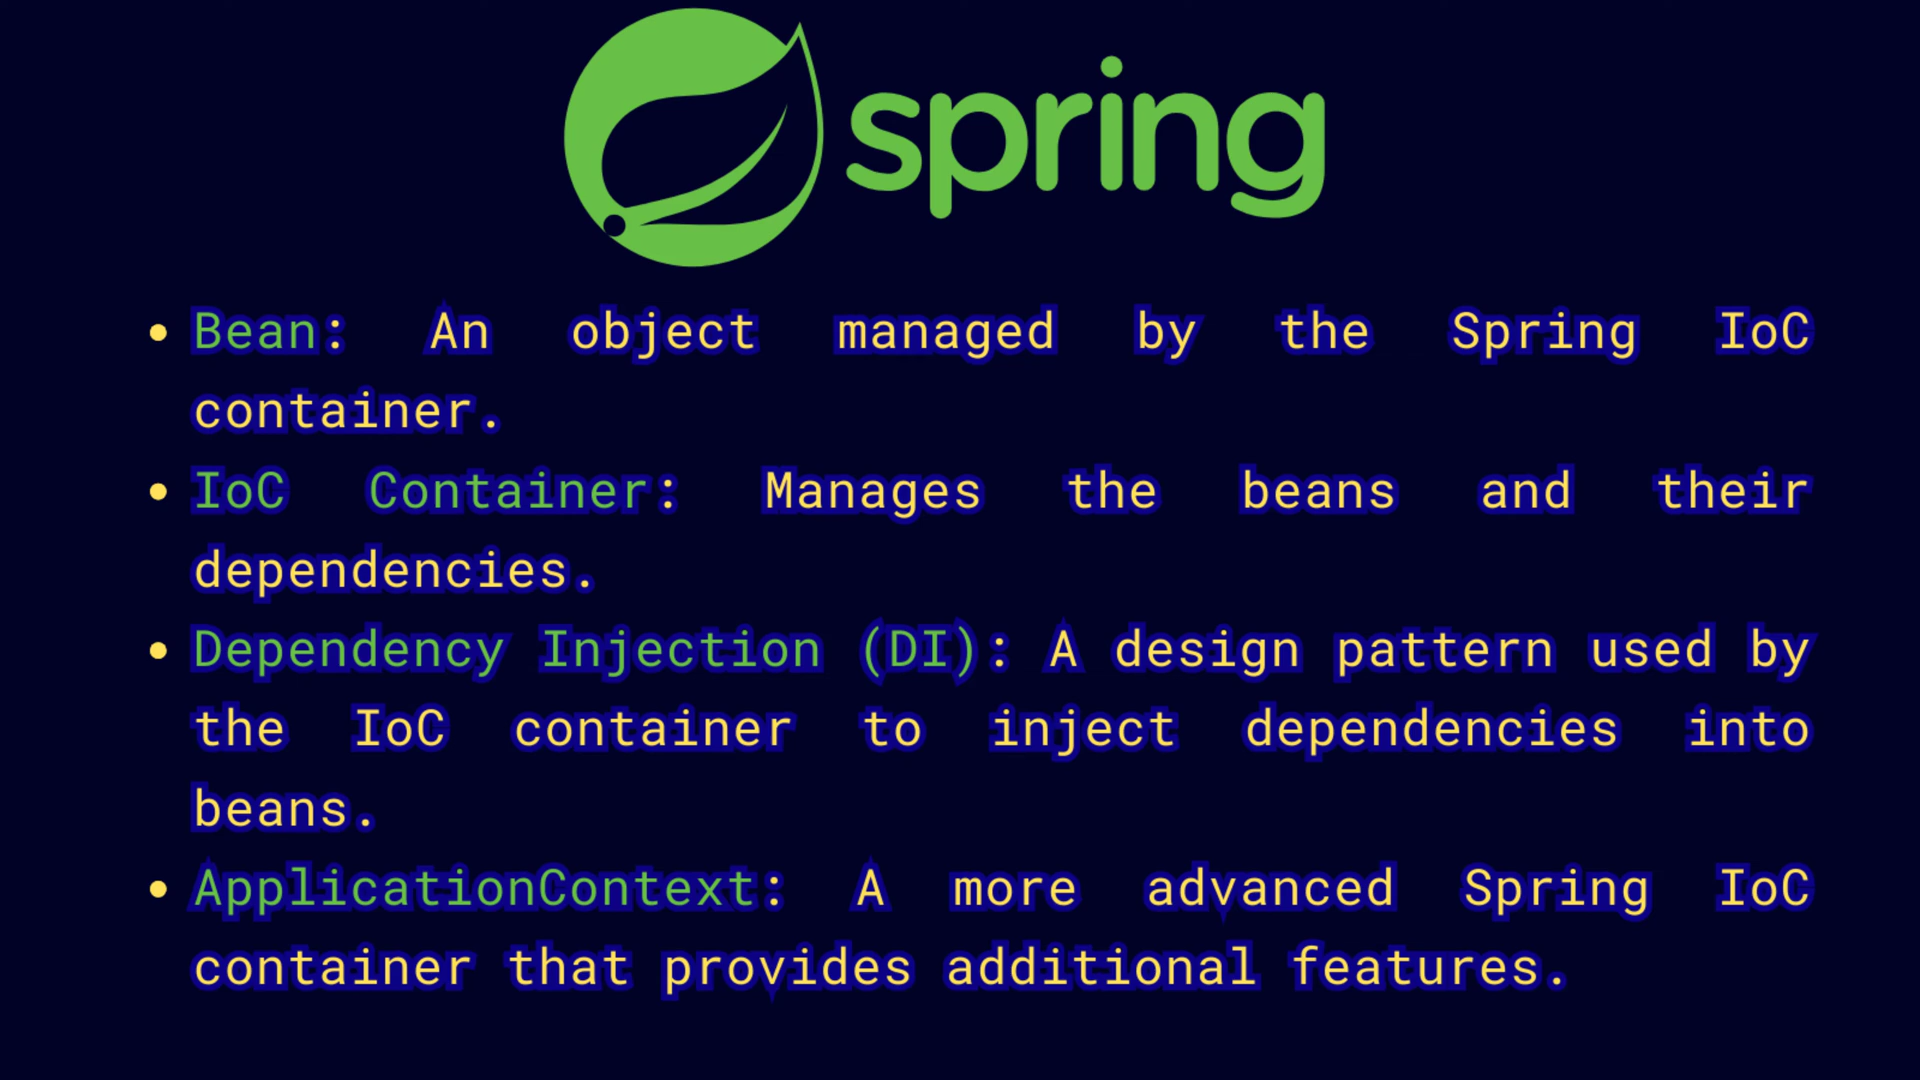 spring
• Bean: An object managed by the Spring IoC
container.
• IoC Container: Manages the beans and their
dependencies.
• Dependency Injection (DI): A design pattern used by
the IoC container to inject dependencies into
beans.
• ApplicationContext: A more advanced Spring IoC
container that provides additional features.